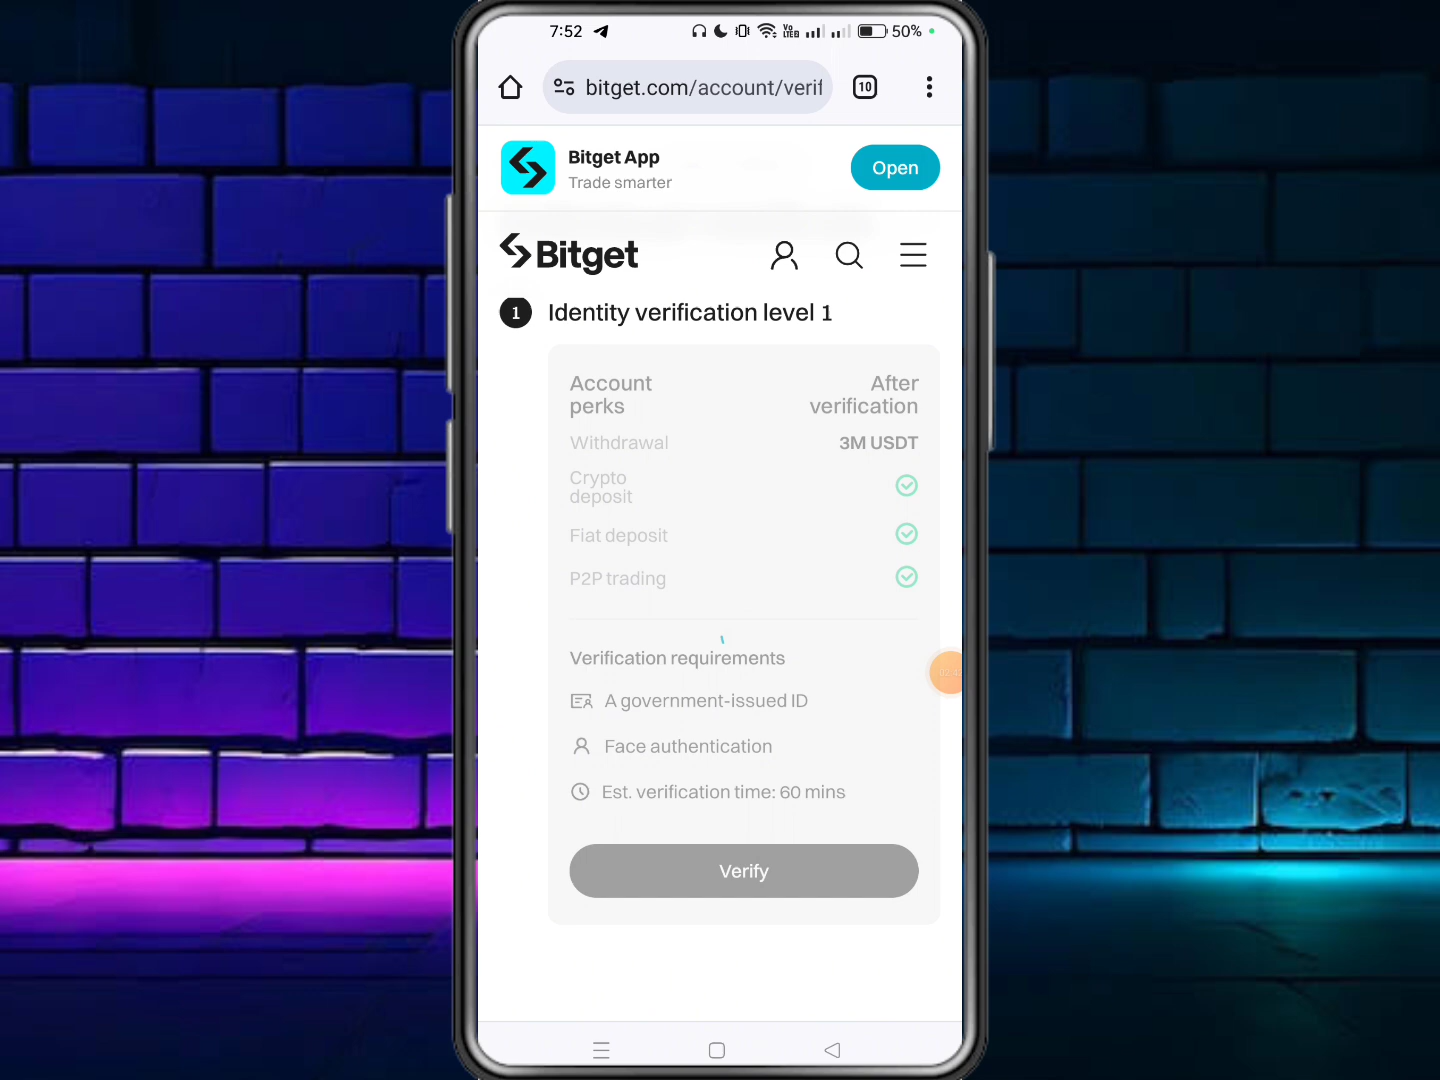 7:52
Vo
LTE
50%
bitget.com/account/verif
10
Bitget App
Trade smarter
Open
Bitget
1 Identity verification level 1
Account
perks
After
verification
Withdrawal 3M USDT
Crypto
deposit
Fiat deposit
P2P trading
Verification requirements
A government-issued ID
Face authentication
Est. verification time: 60 mins
Verify